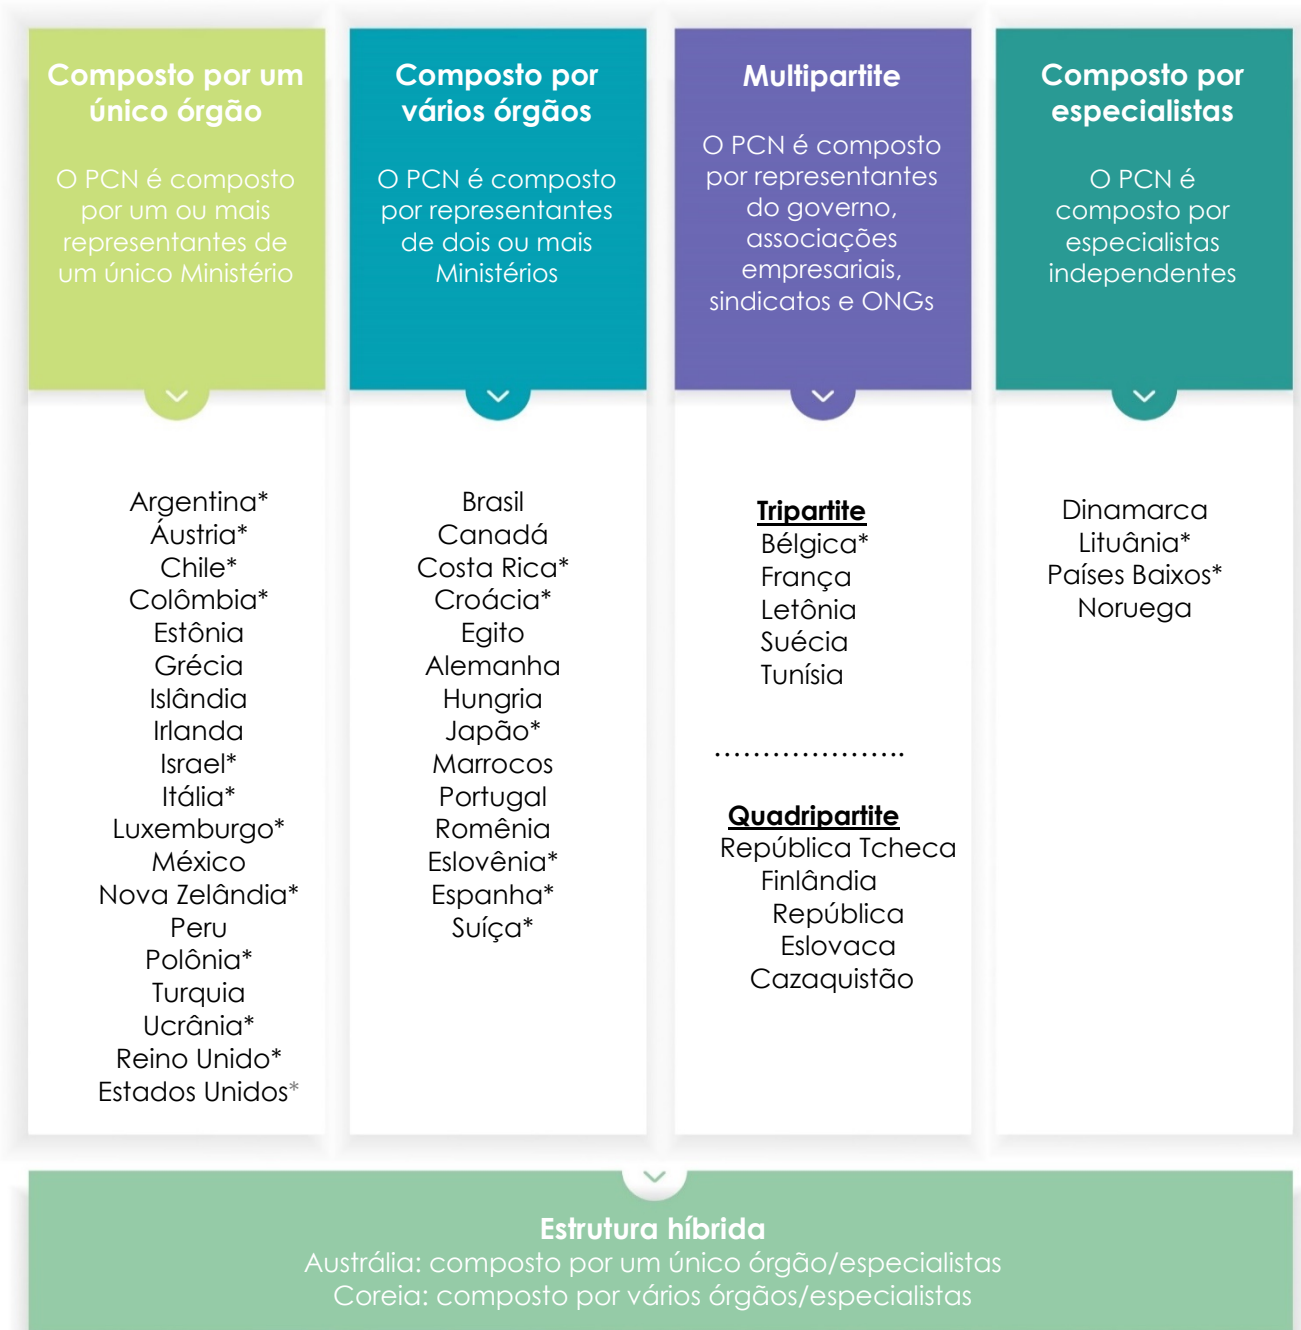 Composto por um
único órgão
O PCN é composto
por um ou mais
representantes de
um único Ministério
Argentina*
Áustria*
Chile*
Colômbia*
Estônia
Grécia
Islândia
Irlanda
Israel*
Itália*
Luxemburgo*
México
Nova Zelândia*
Peru
Polônia*
Turquia
Ucrânia*
Reino Unido*
Estados Unidos*
Composto por
vários órgãos
O PCN é composto
por representantes
de dois ou mais
Ministérios
Brasil
Canadá
Costa Rica*
Croácia*
Egito
Alemanha
Hungria
Japão*
Marrocos
Portugal
Romênia
Eslovênia*
Espanha*
Suíça*
Multipartite
O PCN é composto
por representantes
do governo,
associações
empresariais,
sindicatos e ONGs
Tripartite
Bélgica*
França
Letônia
Suécia
Tunísia
………………..
Quadripartite
República Tcheca
Finlândia
República
Eslovaca
Cazaquistão
Composto por
especialistas
O PCN é
composto por
especialistas
independentes
Dinamarca
Lituânia*
Países Baixos*
Noruega
Estrutura híbrida
Austrália: composto por um único órgão/especialistas
Coreia: composto por vários órgãos/especialistas